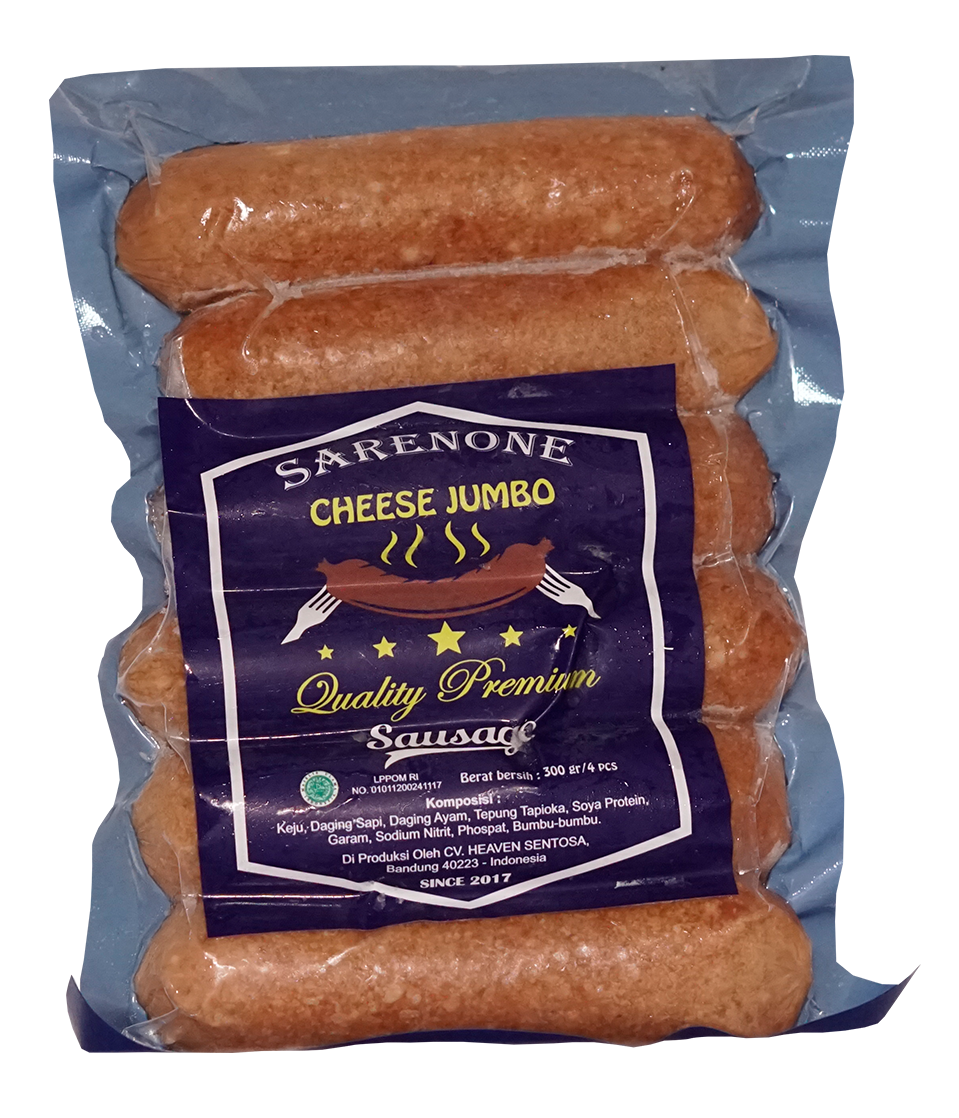 SARENONE
CHEESE JUMBO
Quality Premium
Sausage
LPPOM RI
NO. 01011200241117
Berat bersih : 300 gr/4 PCS
Komposisi :
Keju, Daging Sapi, Daging Ayam, Tepung Tapioka, Soya Protein,
Garam, Sodium Nitrit, Phospat, Bumbu-bumbu.
Di Produksi Oleh CV. HEAVEN SENTOSA,
Bandung 40223 - Indonesia
SINCE 2017